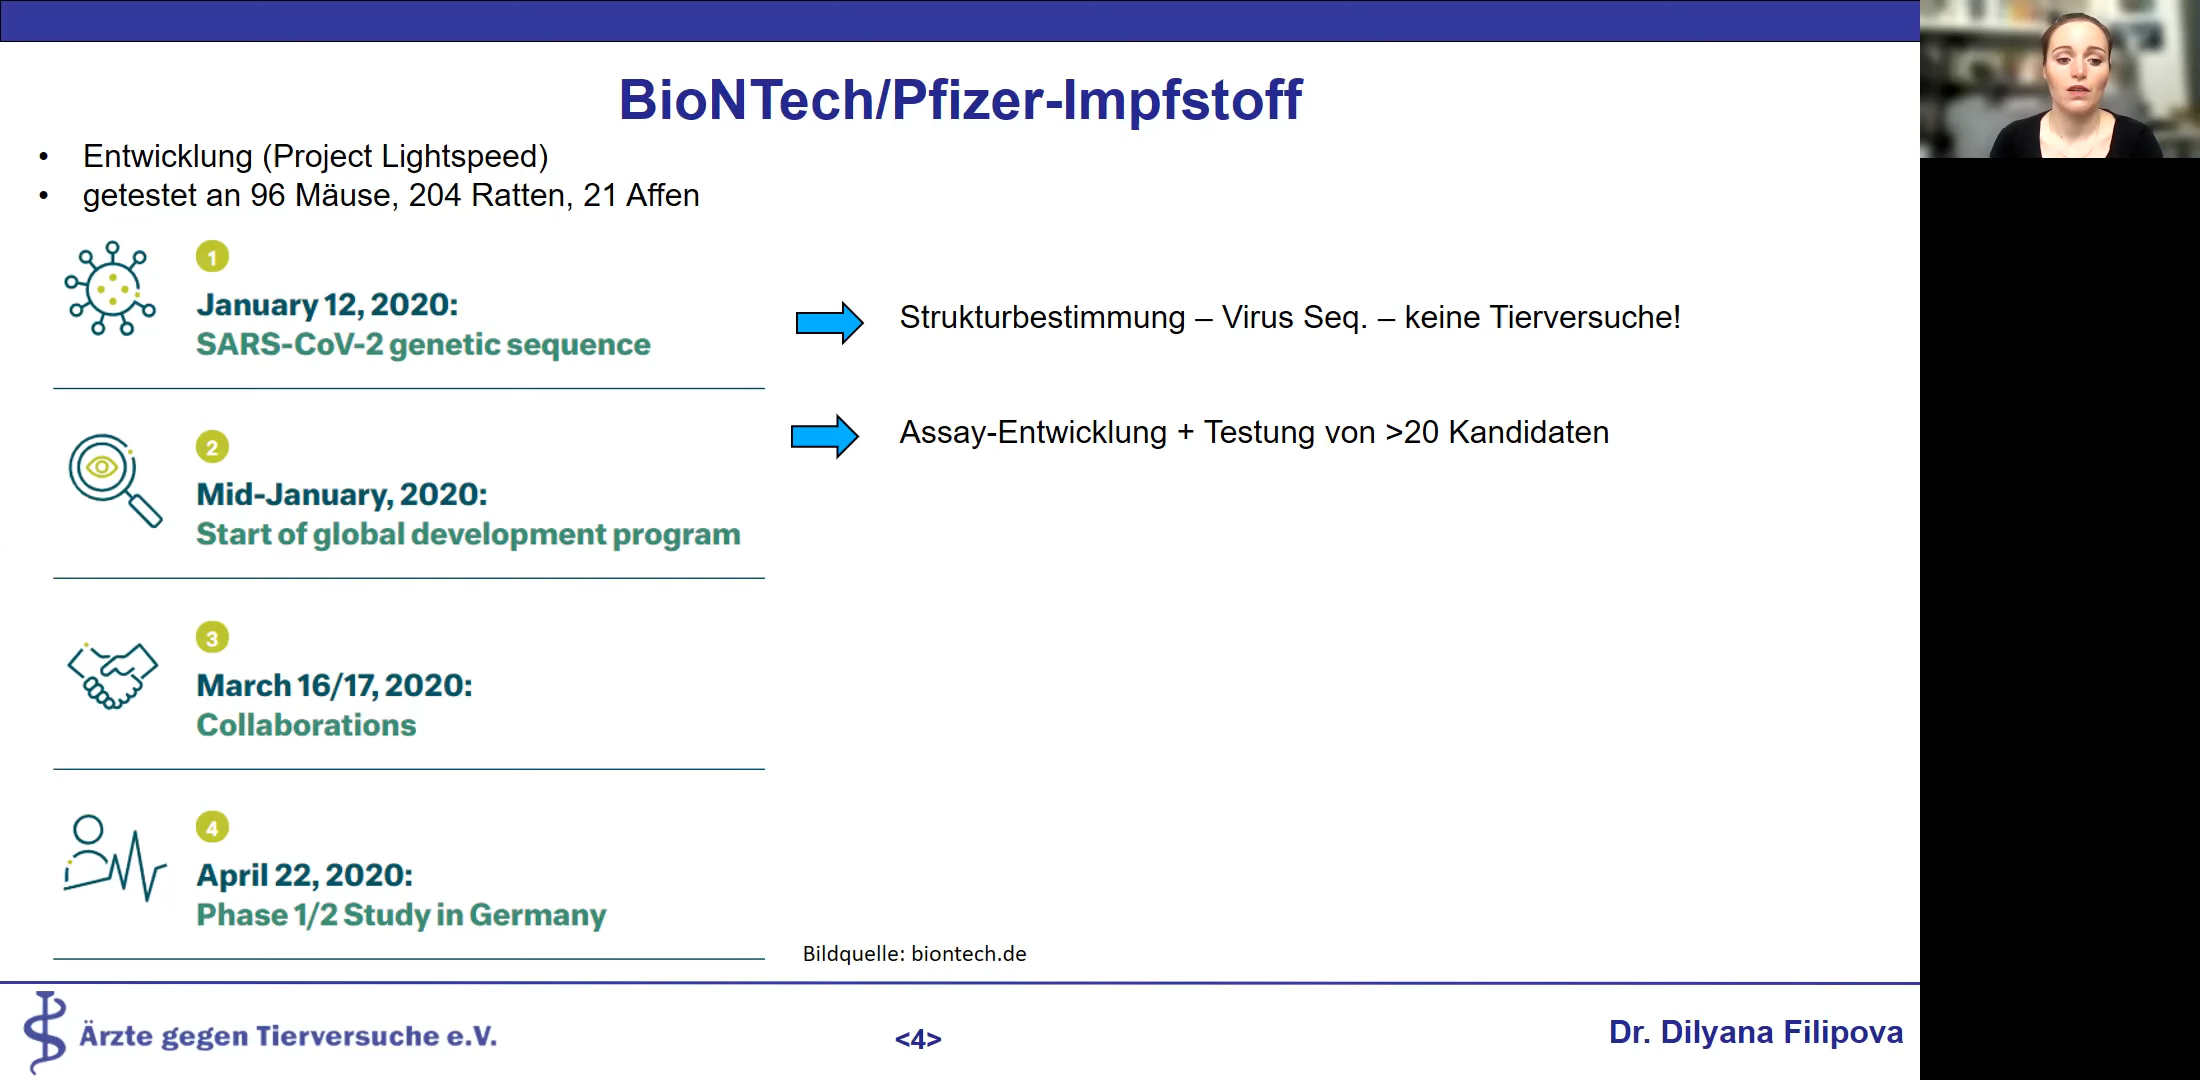 BioNTech/Pfizer-Impfstoff
• Entwicklung (Project Lightspeed)
• getestet an 96 Mäuse, 204 Ratten, 21 Affen
1
January 12, 2020:
SARS-CoV-2 genetic sequence
Strukturbestimmung – Virus Seq. – keine Tierversuche!
2
Mid-January, 2020:
Start of global development program
Assay-Entwicklung + Testung von >20 Kandidaten
3
March 16/17, 2020:
Collaborations
4
April 22, 2020:
Phase 1/2 Study in Germany
Bildquelle: biontech.de
Ärzte gegen Tierversuche e.V.
<4>
Dr. Dilyana Filipova